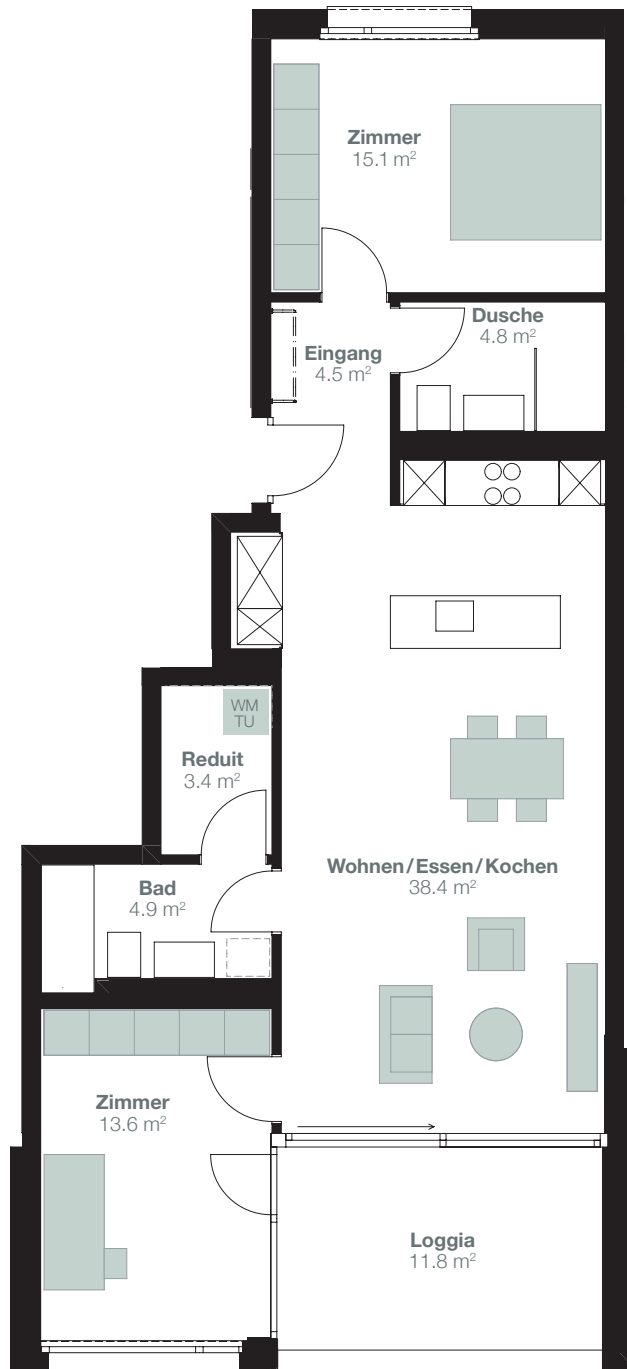 Zimmer
15.1 m²
Dusche
4.8 m²
Eingang
4.5 m²
WM
TU
Reduit
3.4 m²
Wohnen/Essen/Kochen
38.4 m²
Bad
4.9 m²
Zimmer
13.6 m²
Loggia
11.8 m²